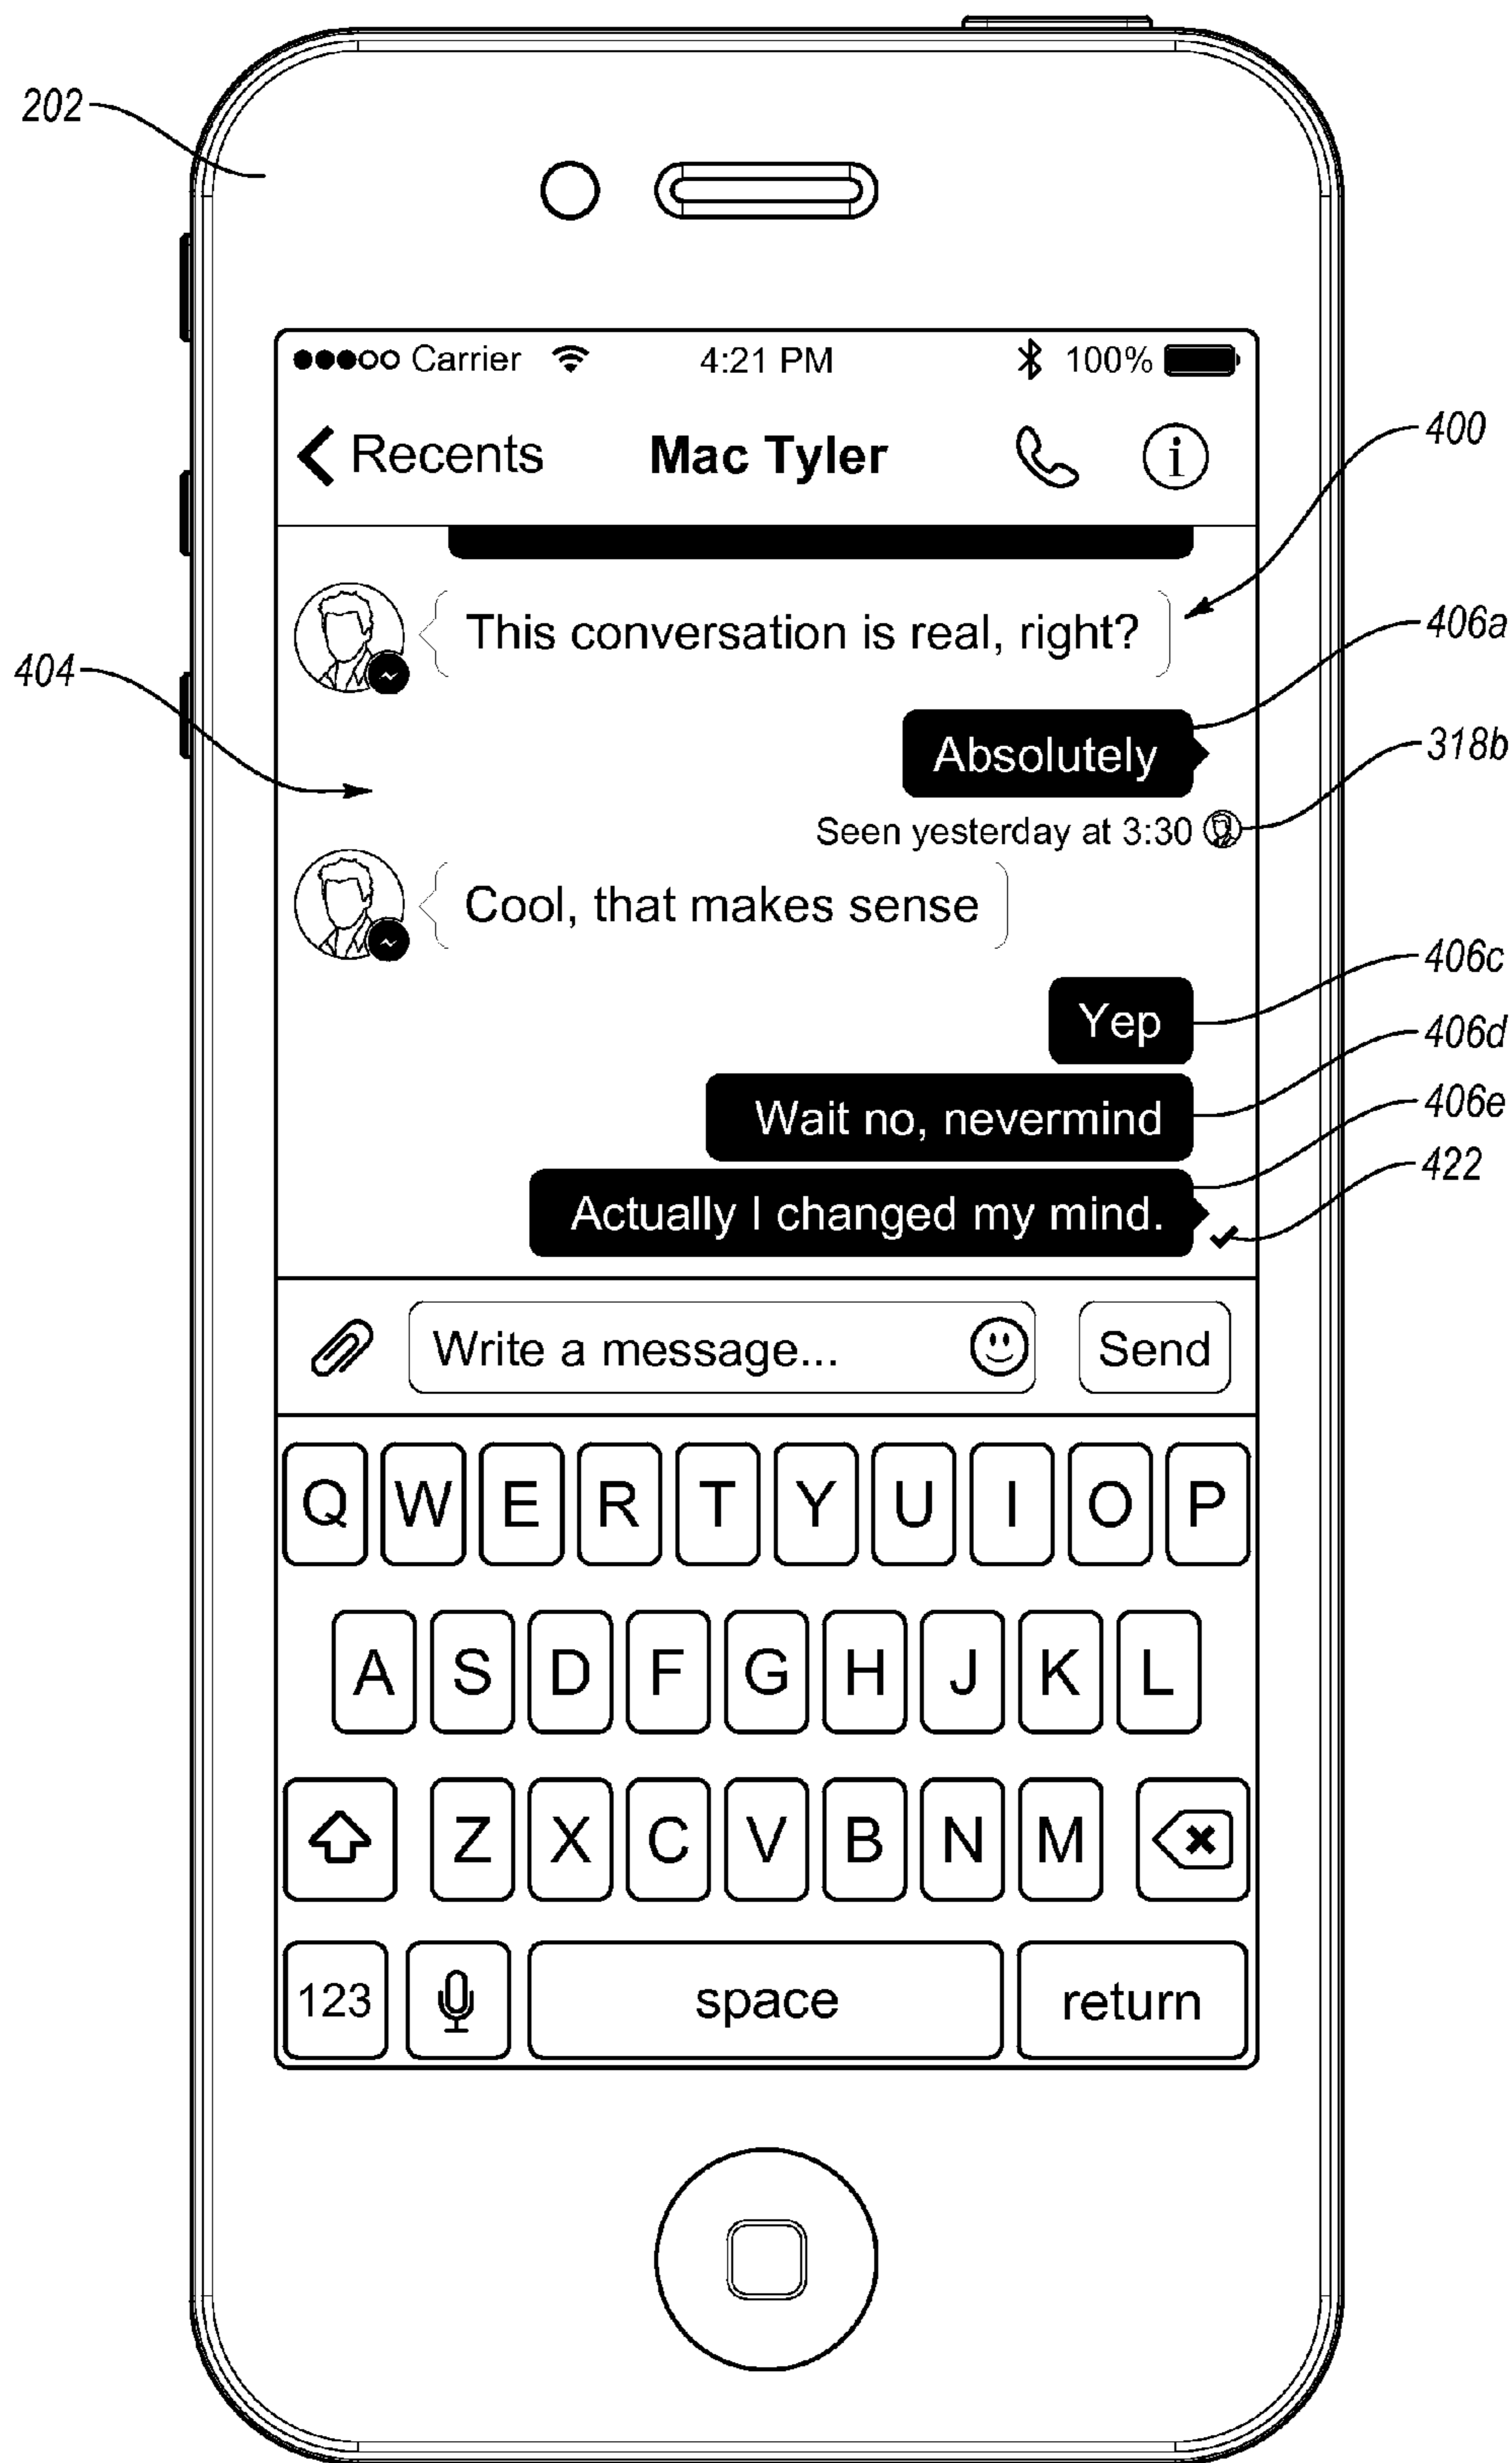 202
Carrier 4:21 PM 100%
Recents Mac Tyler i
400
This conversation is real, right?
406a
404
Absolutely
318b
Seen yesterday at 3:30
Cool, that makes sense
406c
Yep
406d
Wait no, nevermind
406e
422
Actually I changed my mind.
Write a message... Send
Q W E R T Y U I O P
A S D F G H J K L
Z X C V B N M
123 space return